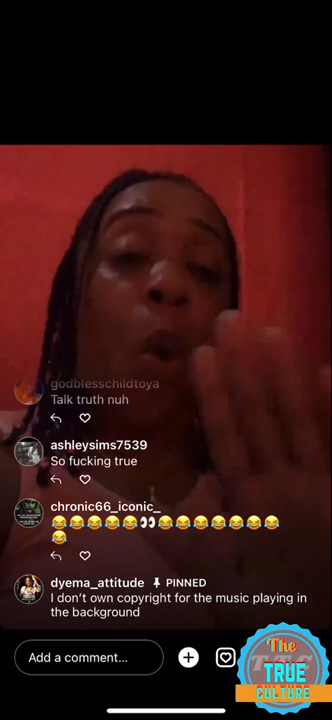 godblesschildtoya
Talk truth nuh
ashleysims7539
So fucking true
chronic66_iconic_
😂😂😂😂😂👀😂😂😂😂😂😂😂
😂
dyema_attitude PINNED
I don't own copyright for the music playing in
the background
Add a comment...
The
TRUE
CULTURE